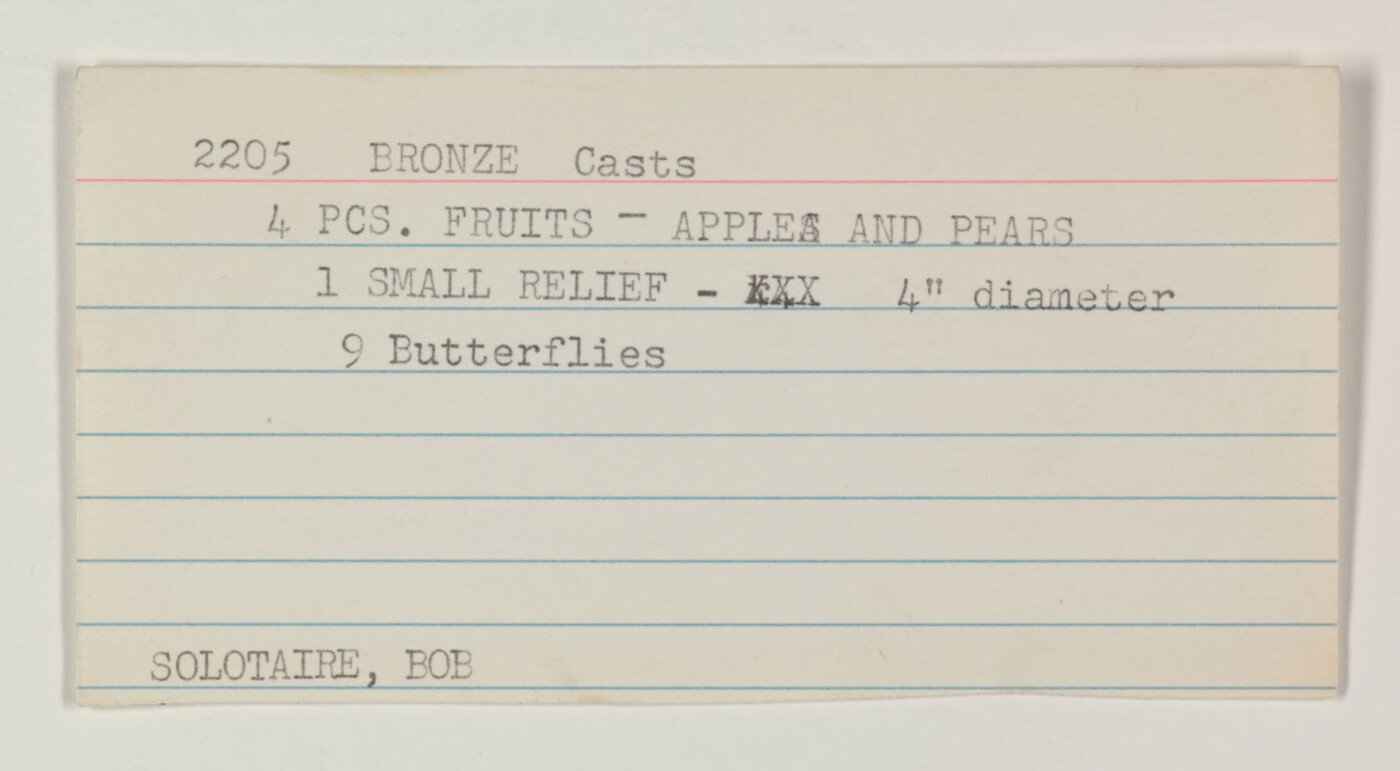 2205 BRONZE Casts
4 PCS. FRUITS — APPLES AND PEARS
1 SMALL RELIEF - XXX 4" diameter
9 Butterflies
SOLOTAIRE, BOB